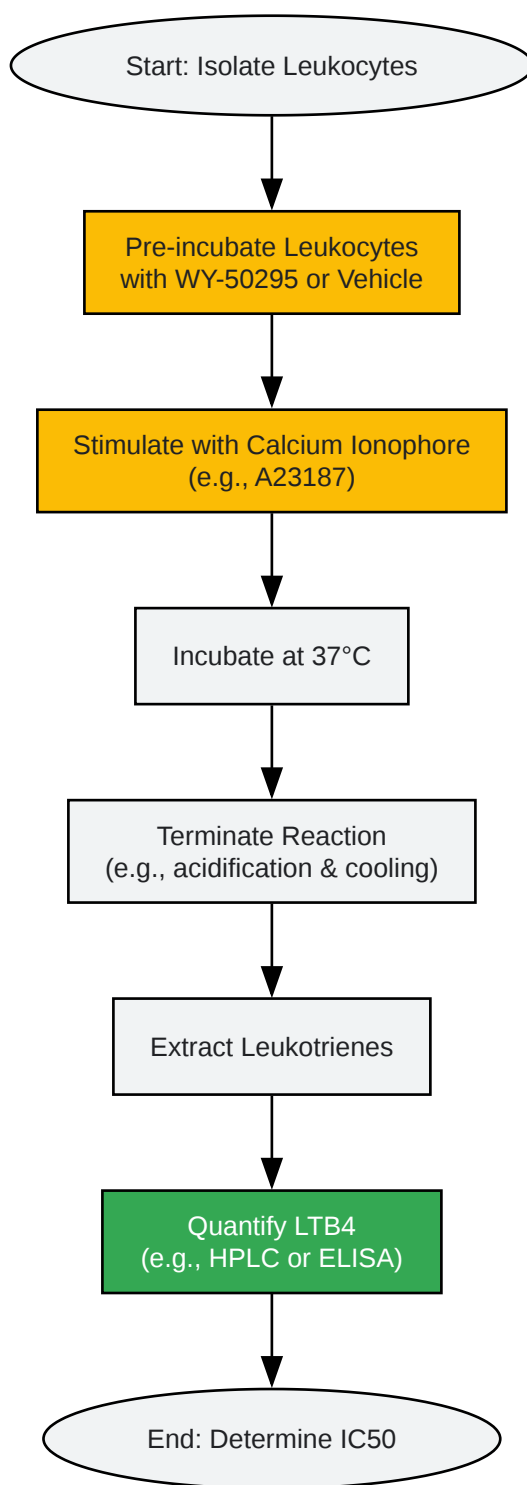 Start: Isolate Leukocytes
Pre-incubate Leukocytes
with WY-50295 or Vehicle
Stimulate with Calcium Ionophore
(e.g., A23187)
Incubate at 37°C
Terminate Reaction
(e.g., acidification & cooling)
Extract Leukotrienes
Quantify LTB4
(e.g., HPLC or ELISA)
End: Determine IC50